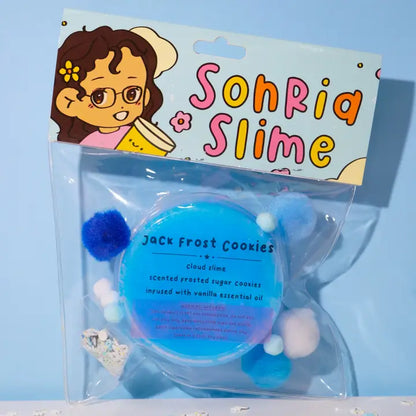 Sonria
Slime
Jack Frost Cookies
cloud slime
scented frosted sugar cookies
infused with vanilla essential oil